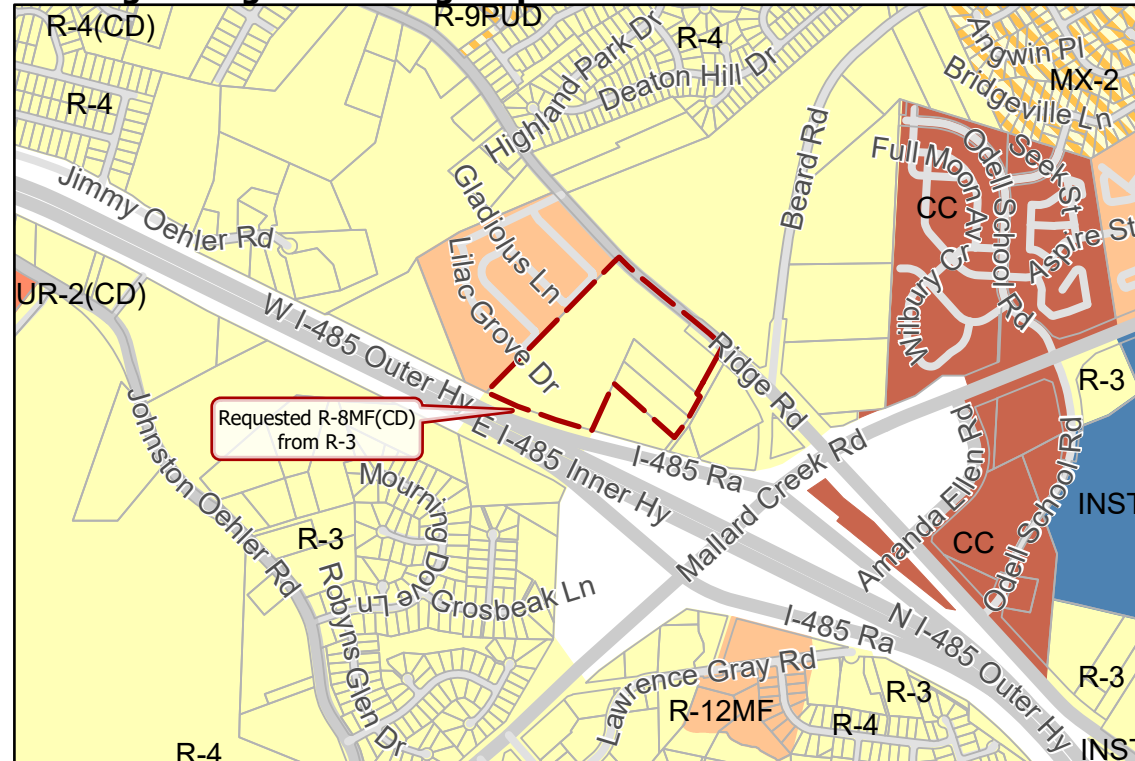 R-4(CD)
R-9PUD
R-4
Highland Park Dr
Deaton Hill Dr
Angwin Pl
MX-2
Bridgeville Ln
R-4
Beard Rd
Full Moon Av
Odell School Rd
Seek St
CC
Aspire St
Wilbury Cr
Jimmy Oehler Rd
Gladiolus Ln
Lilac Grove Dr
UR-2(CD)
W I-485 Outer Hy
Ridge Rd
R-3
Requested R-8MF(CD)
from R-3
E I-485 Inner Hy
I-485 Ra
Mallard Creek Rd
Johnston Oehler Rd
Mourning Dove Ln
R-3
Grosbeak Ln
Robyns Glen Dr
Amanda Ellen Rd
Odell School Rd
INST
CC
I-485 Ra
N I-485 Outer Hy
Lawrence Gray Rd
R-12MF
R-3
R-4
R-3
R-4
INST